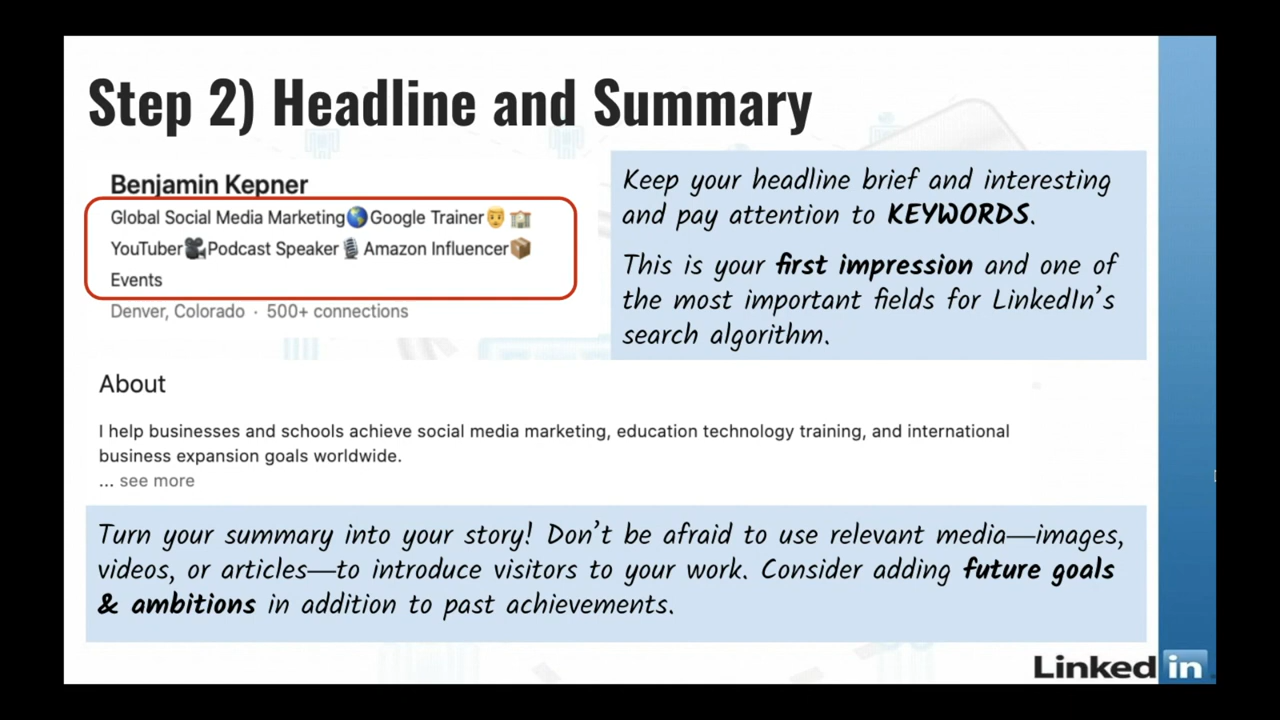 Step 2) Headline and Summary
Benjamin Kepner
Global Social Media Marketing🌎Google Trainer👨🏫
YouTuber🎥Podcast Speaker🎙Amazon Influencer📦
Events
Denver, Colorado · 500+ connections
Keep your headline brief and interesting
and pay attention to KEYWORDS.
This is your first impression and one of
the most important fields for LinkedIn's
search algorithm.
About
I help businesses and schools achieve social media marketing, education technology training, and international
business expansion goals worldwide.
... see more
Turn your summary into your story! Don't be afraid to use relevant media—images,
videos, or articles—to introduce visitors to your work. Consider adding future goals
& ambitions in addition to past achievements.
Linked in